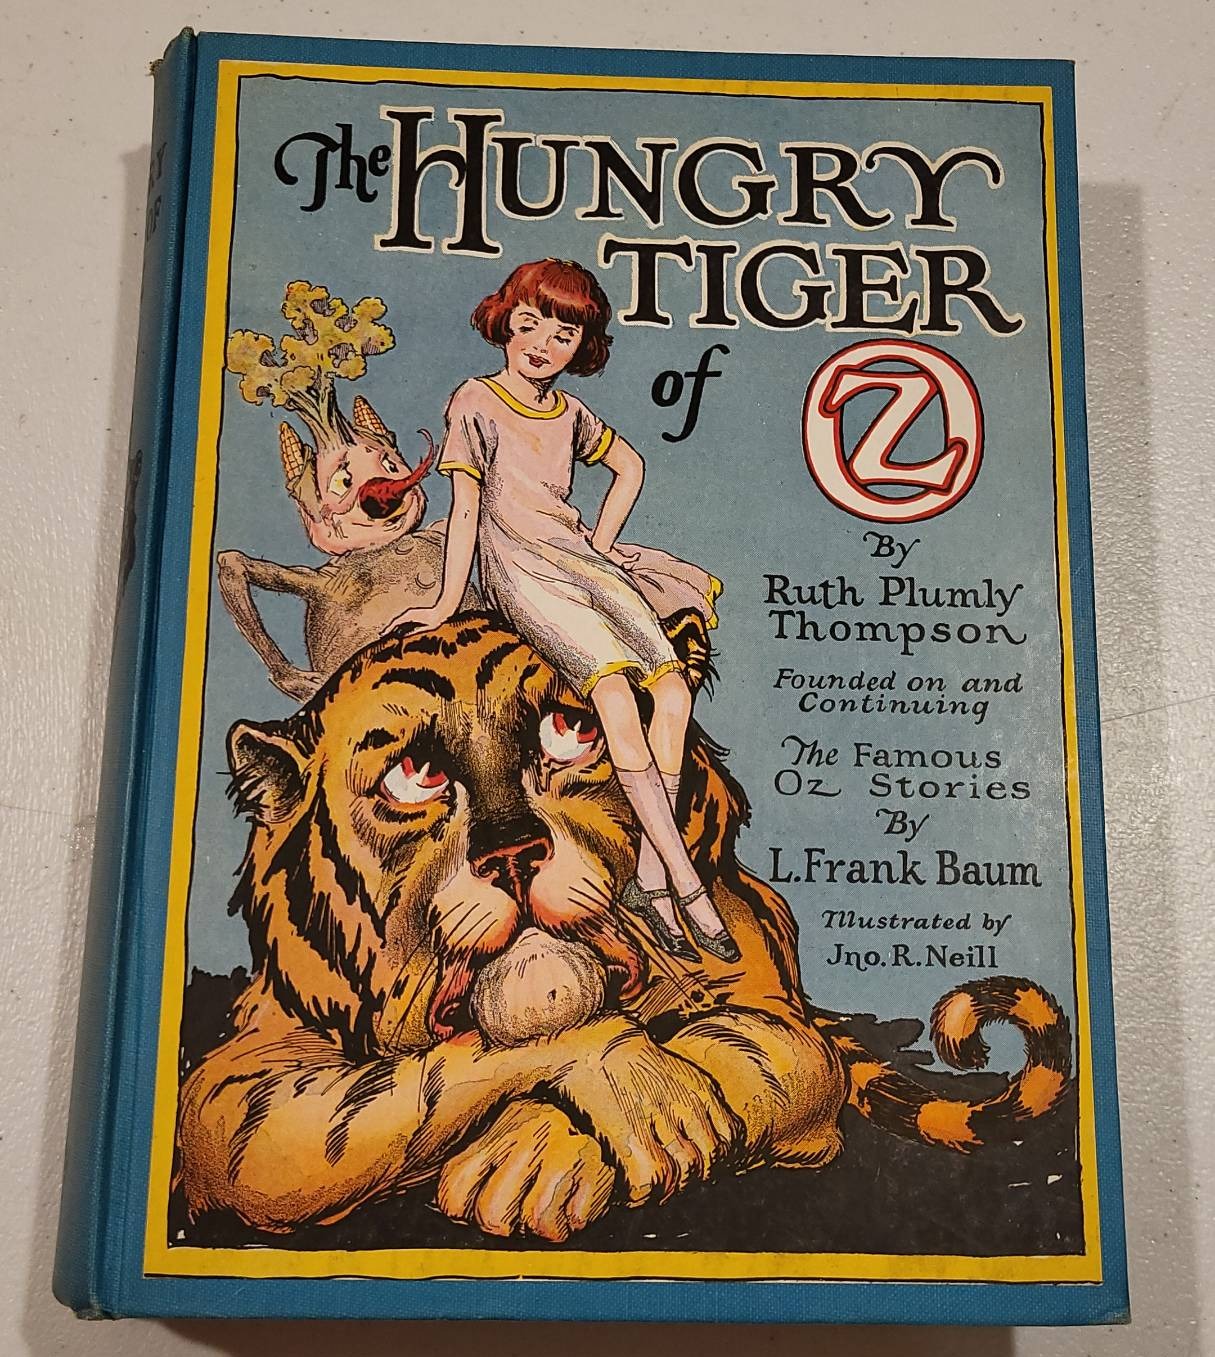 The HUNGRY
TIGER
of OZ
By
Ruth Plumly
Thompson
Founded on and
Continuing
The Famous
Oz Stories
By
L. Frank Baum
Illustrated by
Jno. R. Neill